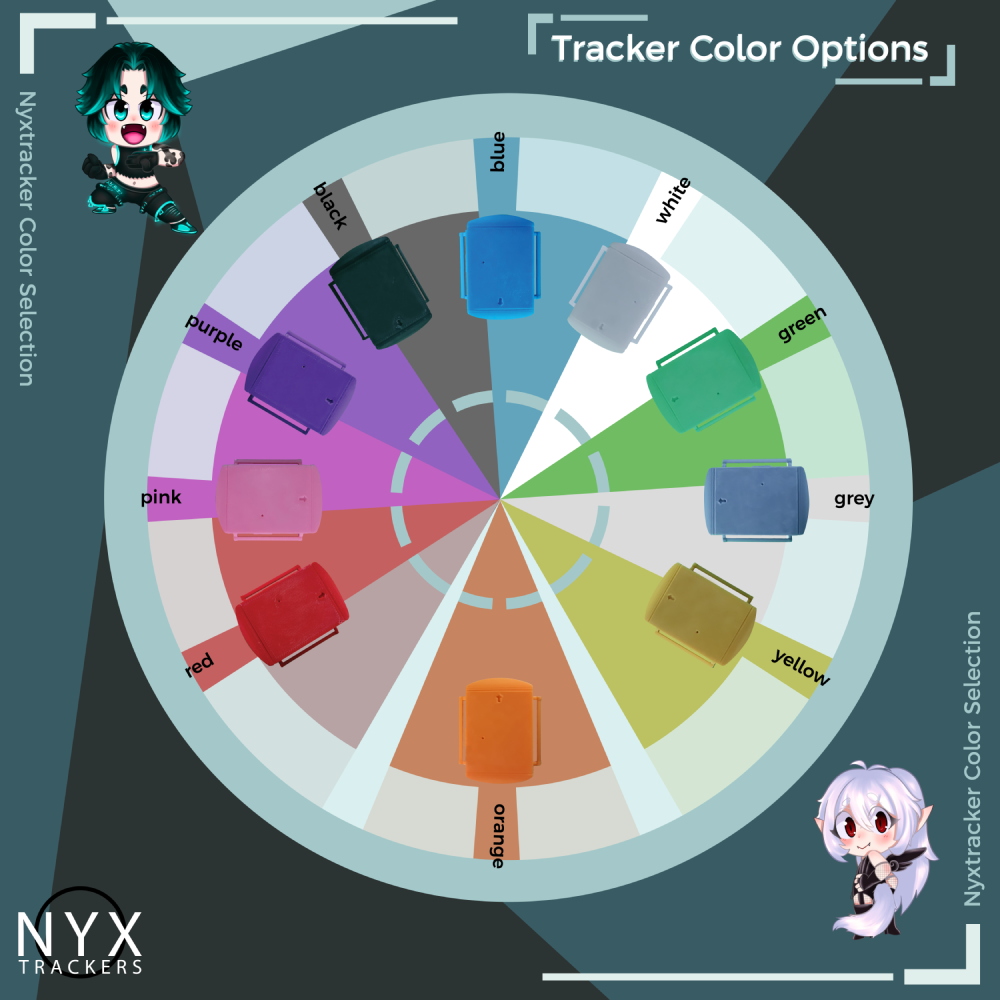 Tracker Color Options
Nyxtracker Color Selection
blue
white
green
grey
yellow
orange
red
pink
purple
black
Nyxtracker Color Selection
NYX
TRACKERS